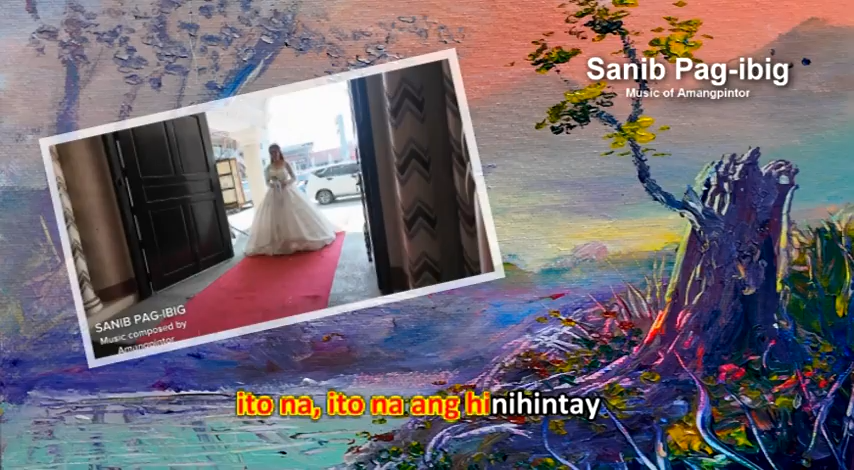 Sanib Pag-ibig
Music of Amangpintor
SANIB PAG-IBIG
Music composed by
Amangpintor
ito na, ito na ang hinihintay